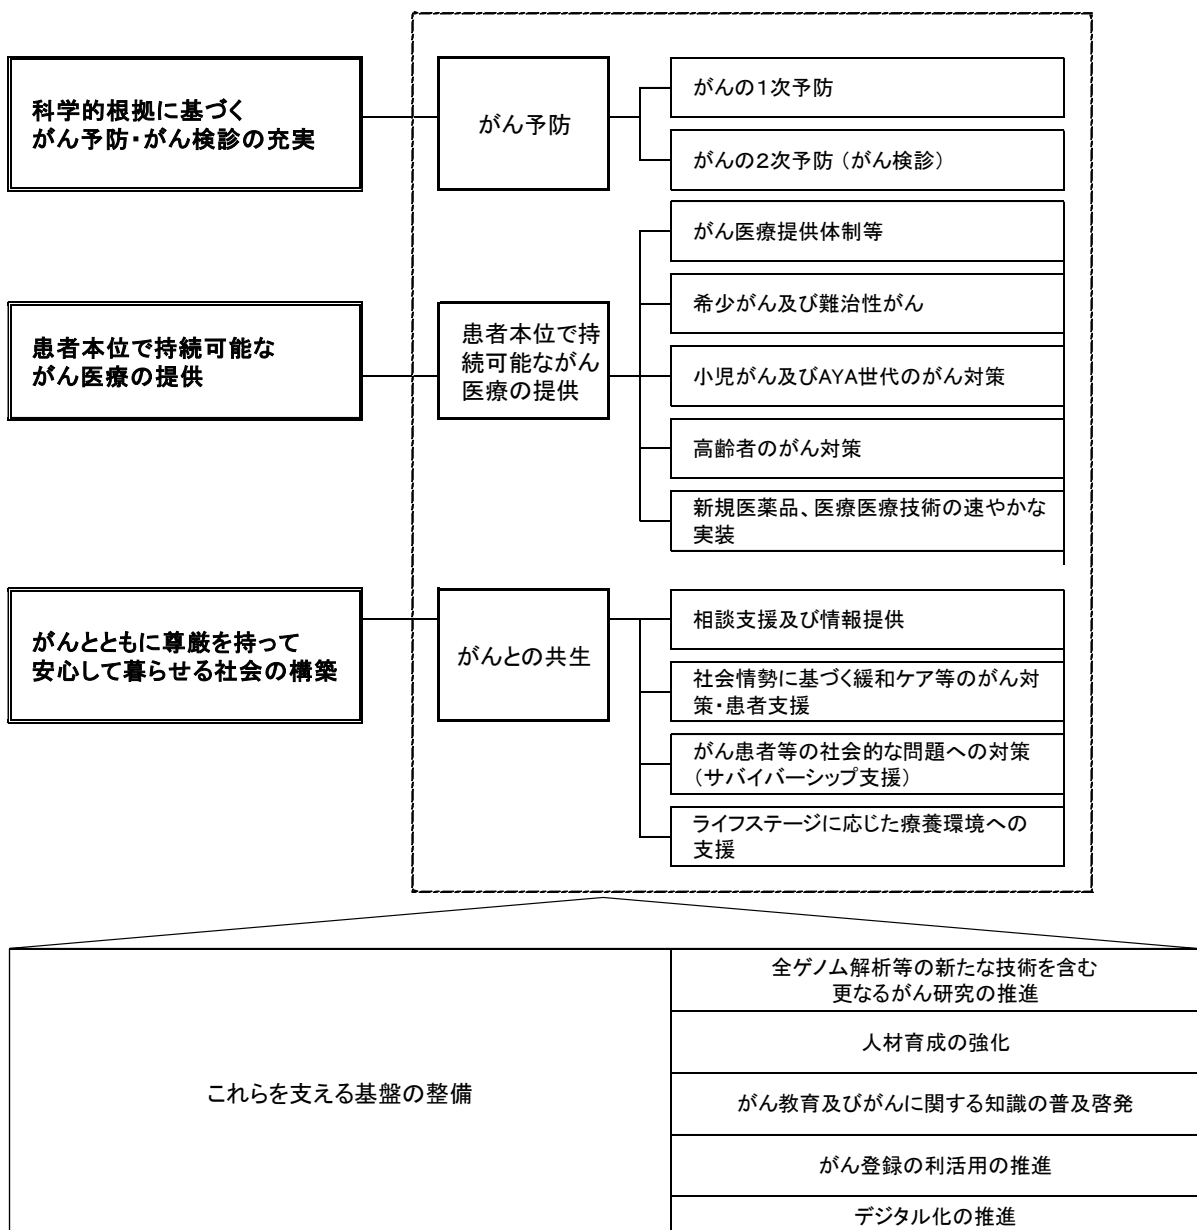 科学的根拠に基づく
がん予防・がん検診の充実
がん予防
がんの1次予防
がんの2次予防（がん検診）
患者本位で持続可能な
がん医療の提供
患者本位で持
続可能ながん
医療の提供
がん医療提供体制等
希少がん及び難治性がん
小児がん及びAYA世代のがん対策
高齢者のがん対策
新規医薬品、医療医療技術の速やかな
実装
がんとともに尊厳を持って
安心して暮らせる社会の構築
がんとの共生
相談支援及び情報提供
社会情勢に基づく緩和ケア等のがん対
策・患者支援
がん患者等の社会的な問題への対策
（サバイバーシップ支援）
ライフステージに応じた療養環境への
支援
これらを支える基盤の整備
全ゲノム解析等の新たな技術を含む
更なるがん研究の推進
人材育成の強化
がん教育及びがんに関する知識の普及啓発
がん登録の利活用の推進
デジタル化の推進